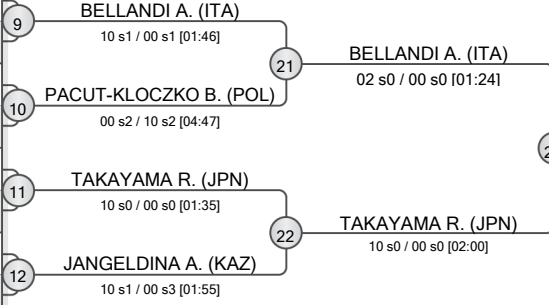 9
BELLANDI A. (ITA)
10 s1 / 00 s1 [01:46]
21
BELLANDI A. (ITA)
02 s0 / 00 s0 [01:24]
10
PACUT-KLOCZKO B. (POL)
00 s2 / 10 s2 [04:47]
11
TAKAYAMA R. (JPN)
10 s0 / 00 s0 [01:35]
22
TAKAYAMA R. (JPN)
10 s0 / 00 s0 [02:00]
12
JANGELDINA A. (KAZ)
10 s1 / 00 s3 [01:55]